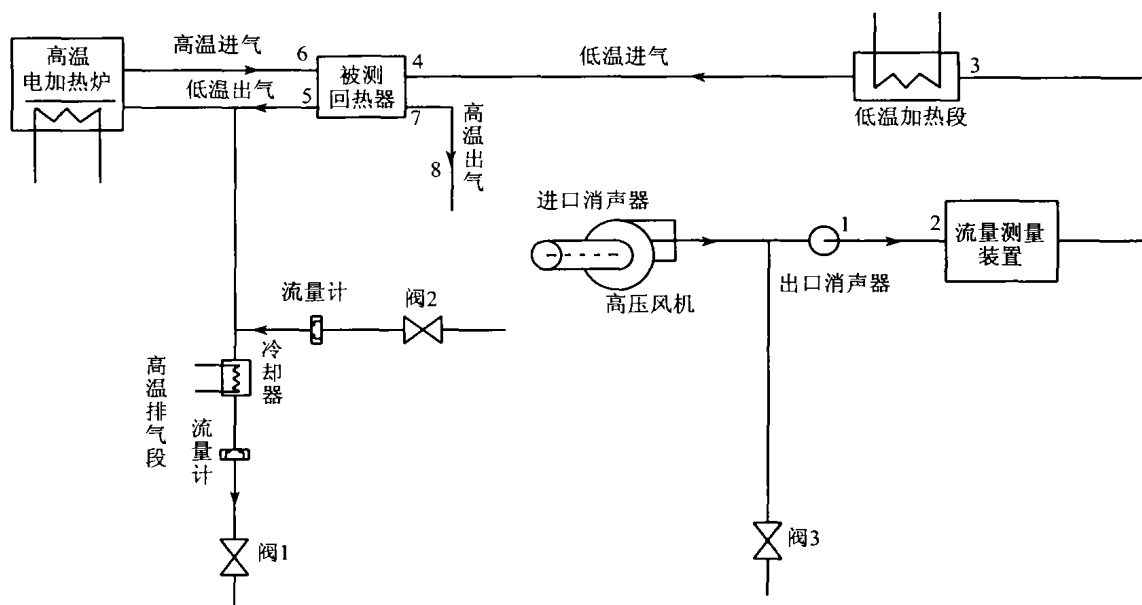 高温
电加热炉
高温进气
6
低温出气
5
被测
回热器
4
7
高温出气
8
低温进气
3
低温加热段
进口消声器
高压风机
1
出口消声器
2
流量测量
装置
流量计
阀2
冷却器
高温排气段
流量计
阀1
阀3